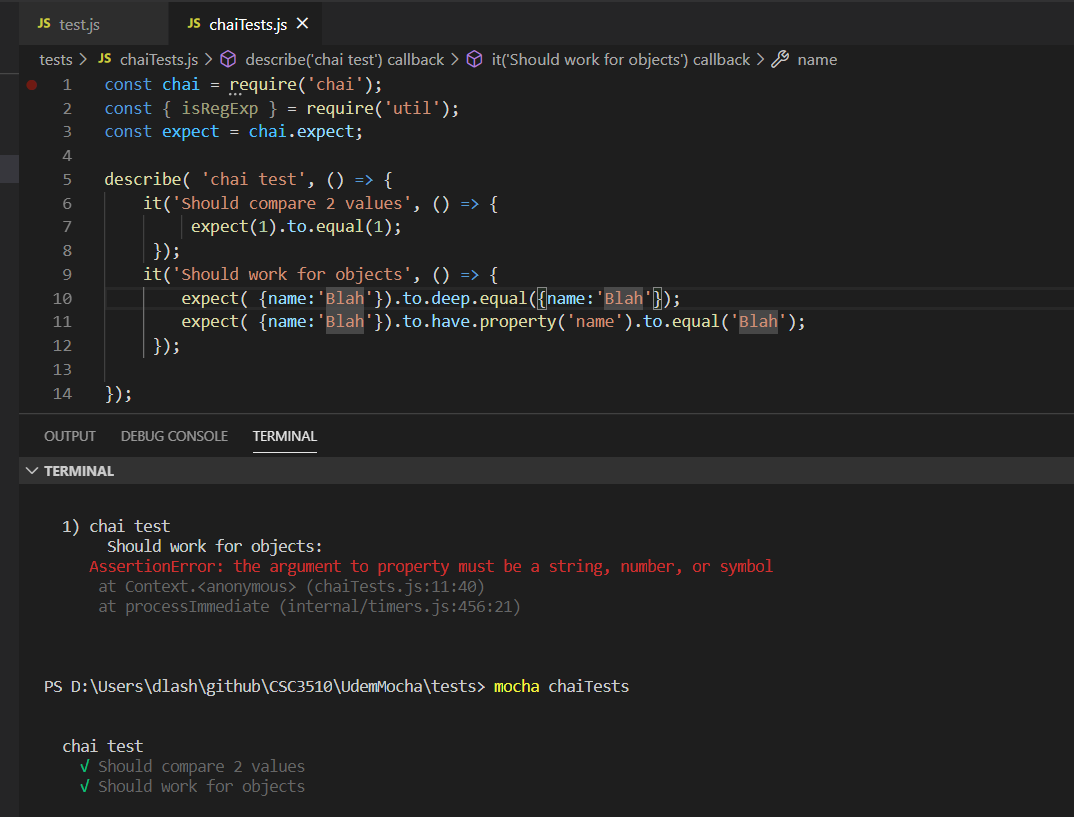 JS test.js JS chaiTests.js ×
tests > JS chaiTests.js > describe('chai test') callback > it('Should work for objects') callback > name
1 const chai = require('chai');
2 const { isRegExp } = require('util');
3 const expect = chai.expect;
4
5 describe( 'chai test', () => {
6 it('Should compare 2 values', () => {
7 expect(1).to.equal(1);
8 });
9 it('Should work for objects', () => {
10 expect( {name:'Blah'}).to.deep.equal({name:'Blah'});
11 expect( {name:'Blah'}).to.have.property('name').to.equal('Blah');
12 });
13
14 });
OUTPUT DEBUG CONSOLE TERMINAL
TERMINAL
1) chai test
Should work for objects:
AssertionError: the argument to property must be a string, number, or symbol
at Context.<anonymous> (chaiTests.js:11:40)
at processImmediate (internal/timers.js:456:21)
PS D:\Users\dlash\github\CSC3510\UdemMocha\tests> mocha chaiTests
chai test
√ Should compare 2 values
√ Should work for objects